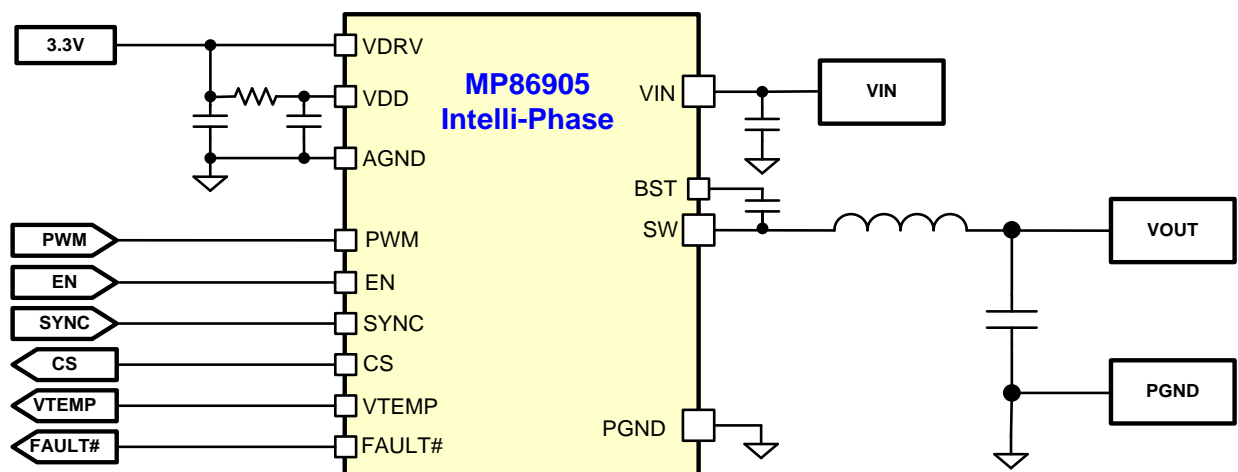 3.3V
VDRV
VDD
AGND
MP86905
Intelli-Phase
VIN
VIN
BST
SW
VOUT
PWM
PWM
EN
EN
SYNC
SYNC
CS
CS
VTEMP
VTEMP
FAULT#
FAULT#
PGND
PGND